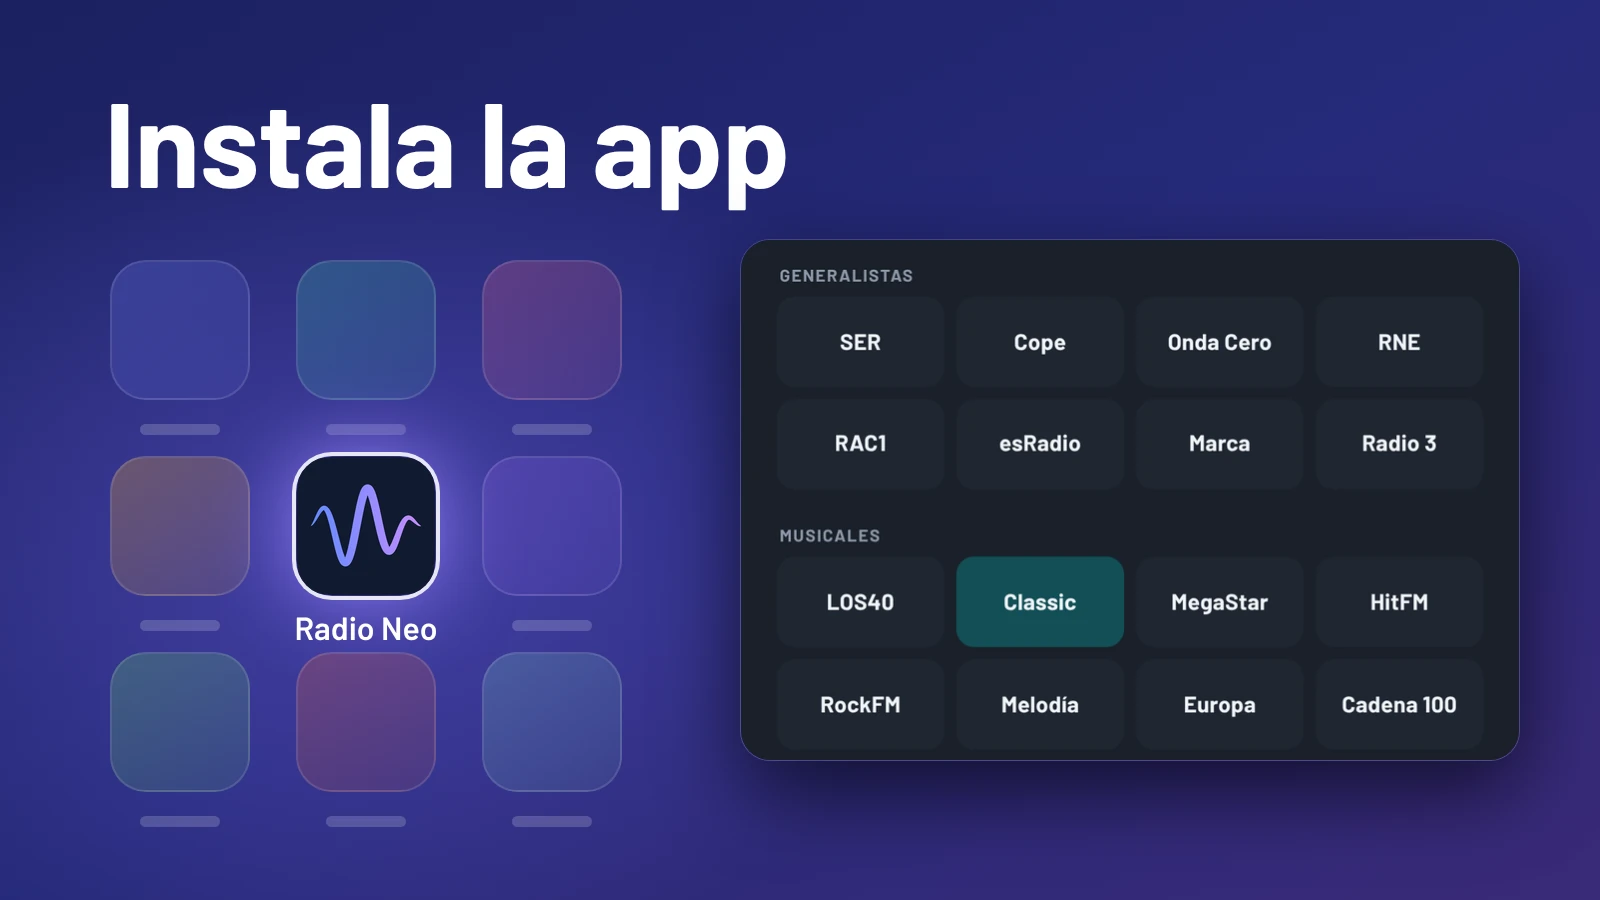 Instala la app
Radio Neo
GENERALISTAS
SER
Cope
Onda Cero
RNE
RAC1
esRadio
Marca
Radio 3
MUSICALES
LOS40
Classic
MegaStar
HitFM
RockFM
Melodía
Europa
Cadena 100